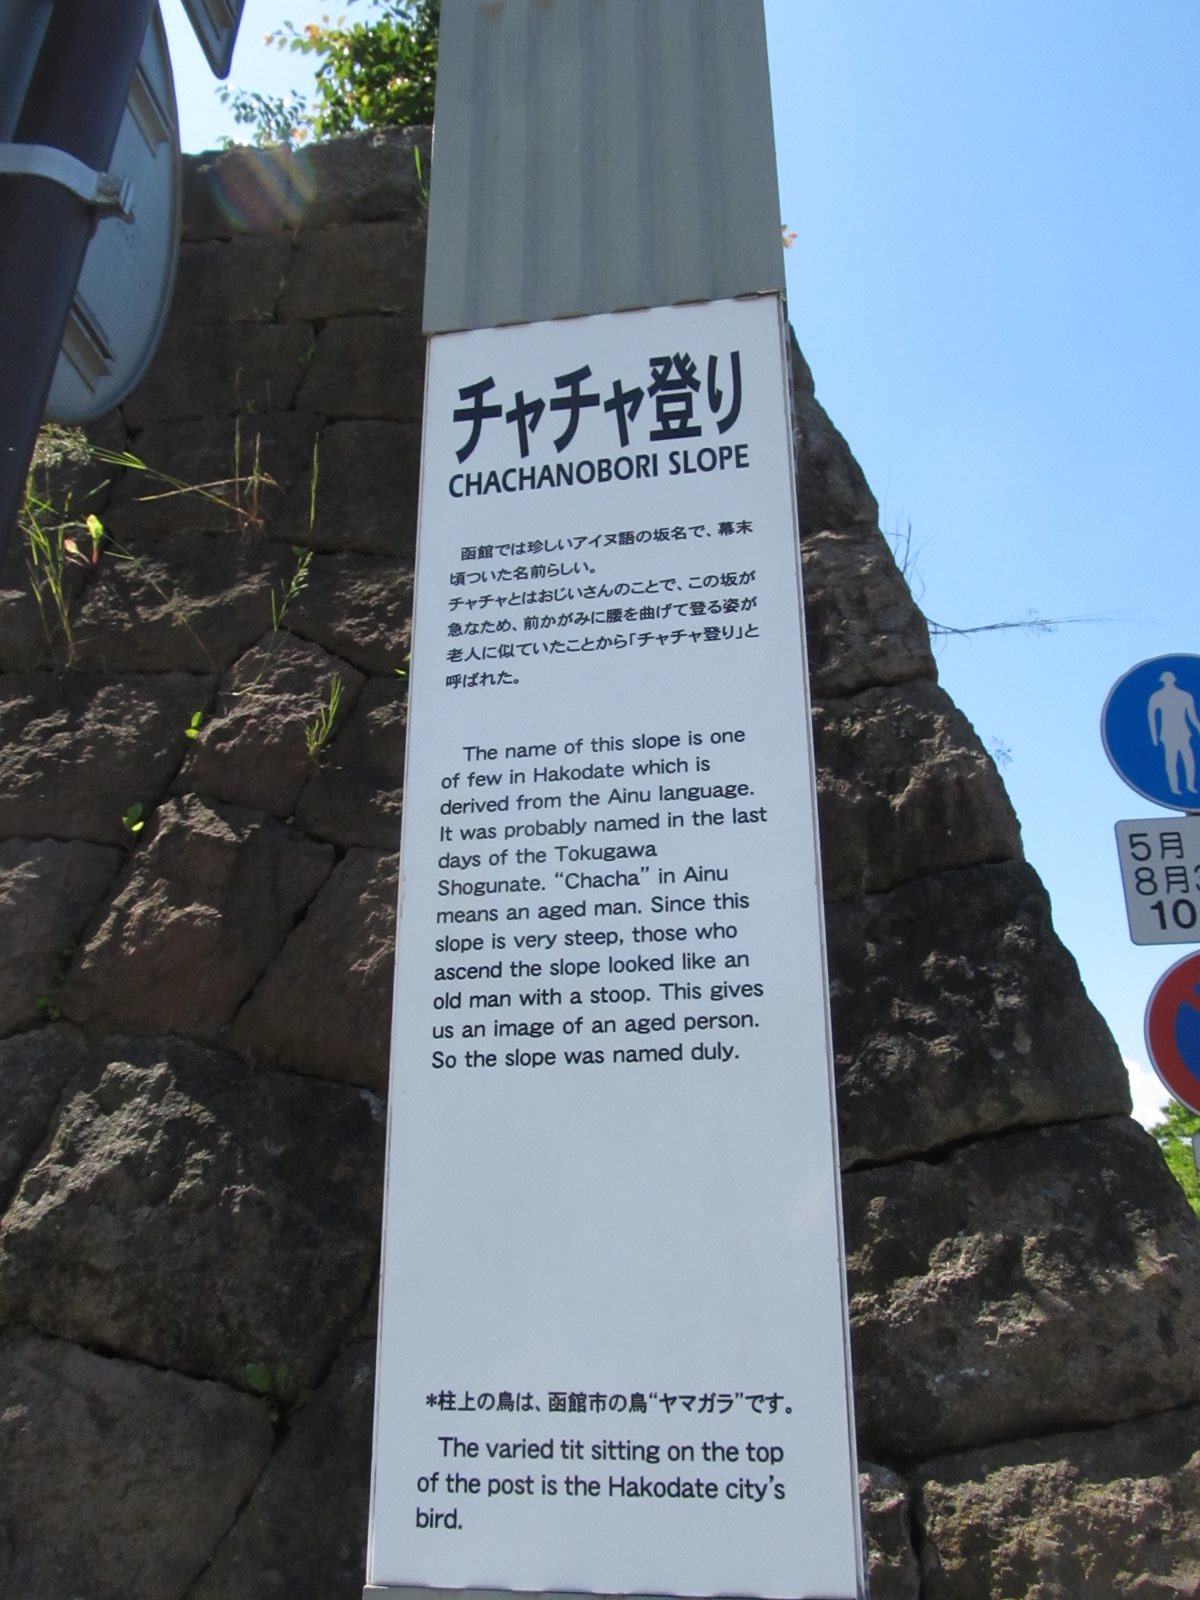 チャチャ登り
CHACHANOBORI SLOPE
函館では珍しいアイヌ語の坂名で、幕末
頃ついた名前らしい。
チャチャとはおじいさんのことで、この坂が
急なため、前かがみに腰を曲げて登る姿が
老人に似ていたことから「チャチャ登り」と
呼ばれた。
The name of this slope is one
of few in Hakodate which is
derived from the Ainu language.
It was probably named in the last
days of the Tokugawa
Shogunate. “Chacha” in Ainu
means an aged man. Since this
slope is very steep, those who
ascend the slope looked like an
old man with a stoop. This gives
us an image of an aged person.
So the slope was named duly.
*柱上の鳥は、函館市の鳥“ヤマガラ”です。
The varied tit sitting on the top
of the post is the Hakodate city's
bird.
5月
8月
10